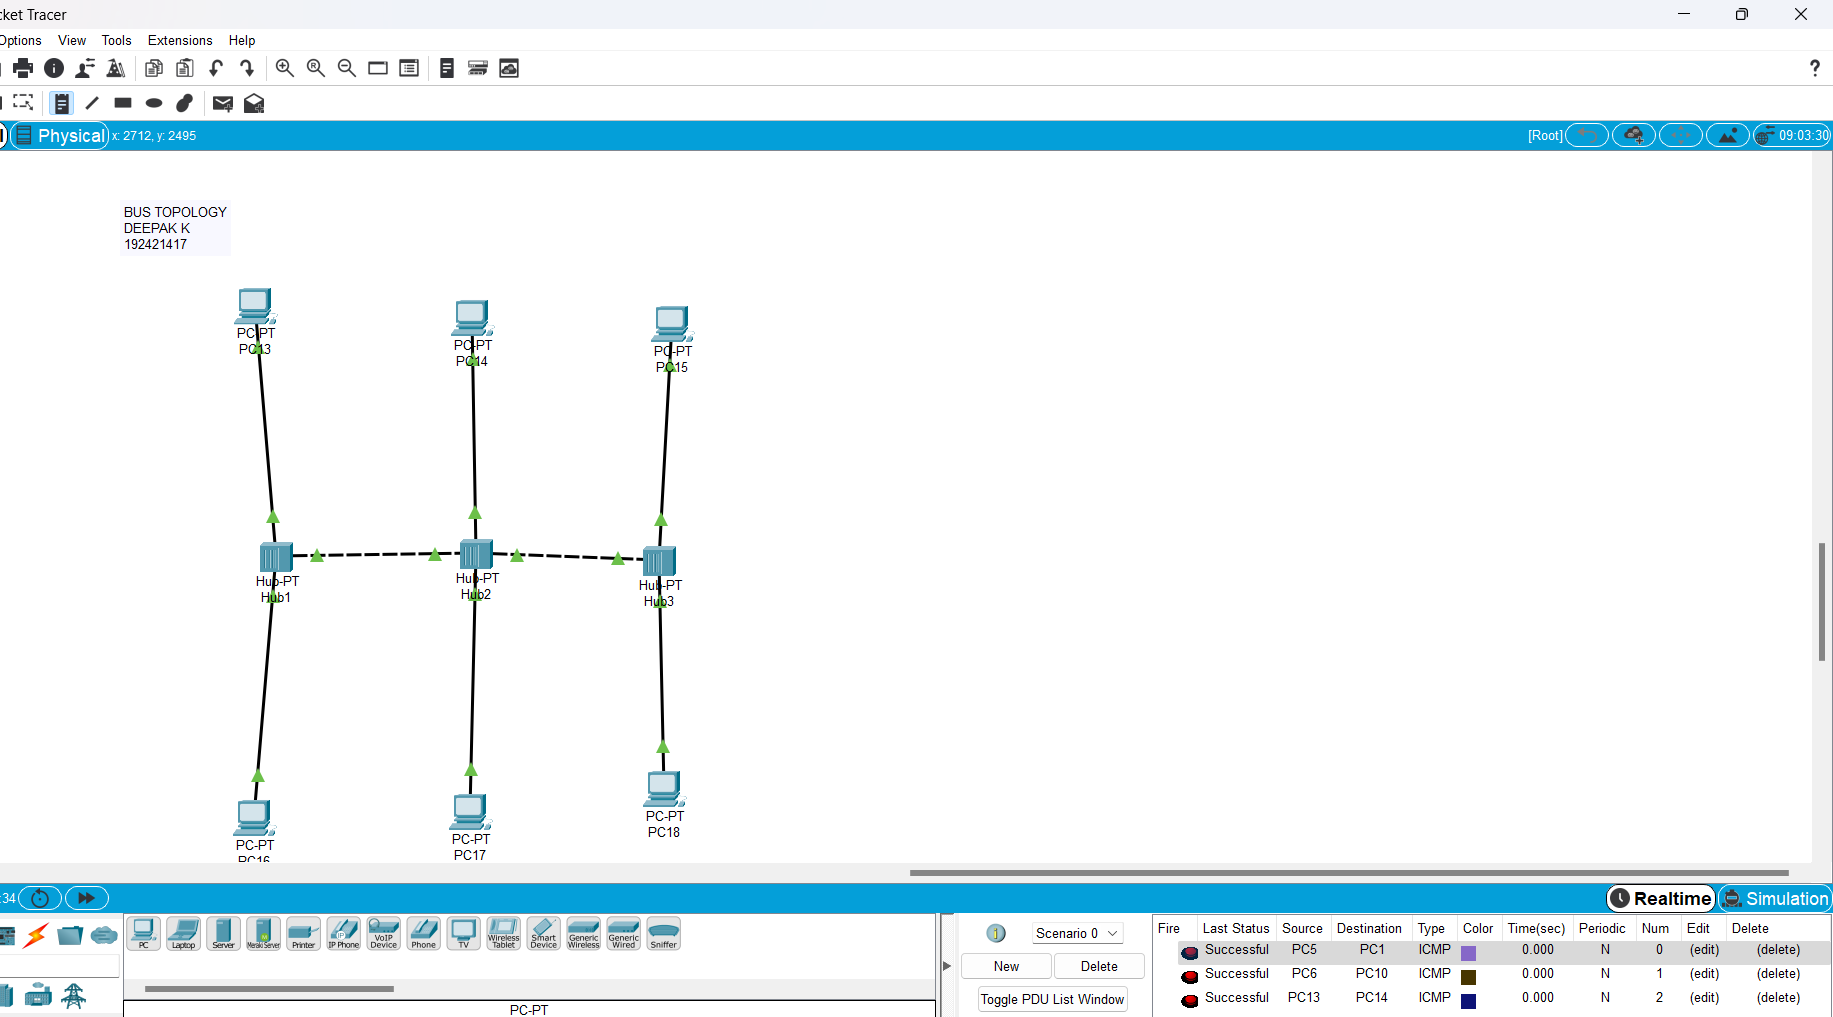 cket Tracer
Options View Tools Extensions Help
?
Physical x: 2712, y: 2495 [Root] 09:03:30
BUS TOPOLOGY
DEEPAK K
192421417
PC-PT
PC13
PC-PT
PC14
PC-PT
PC15
Hub-PT
Hub1
Hub-PT
Hub2
Hub-PT
Hub3
PC-PT
PC16
PC-PT
PC17
PC-PT
PC18
:34 Realtime Simulation
PC Laptop Server Meraki Server Printer IP Phone VoIP Device Phone TV Wireless Tablet Smart Device Generic Wireless Generic Wired Sniffer
PC-PT
Scenario 0
New Delete
Toggle PDU List Window
Fire Last Status Source Destination Type Color Time(sec) Periodic Num Edit Delete
Successful PC5 PC1 ICMP 0.000 N 0 (edit) (delete)
Successful PC6 PC10 ICMP 0.000 N 1 (edit) (delete)
Successful PC13 PC14 ICMP 0.000 N 2 (edit) (delete)